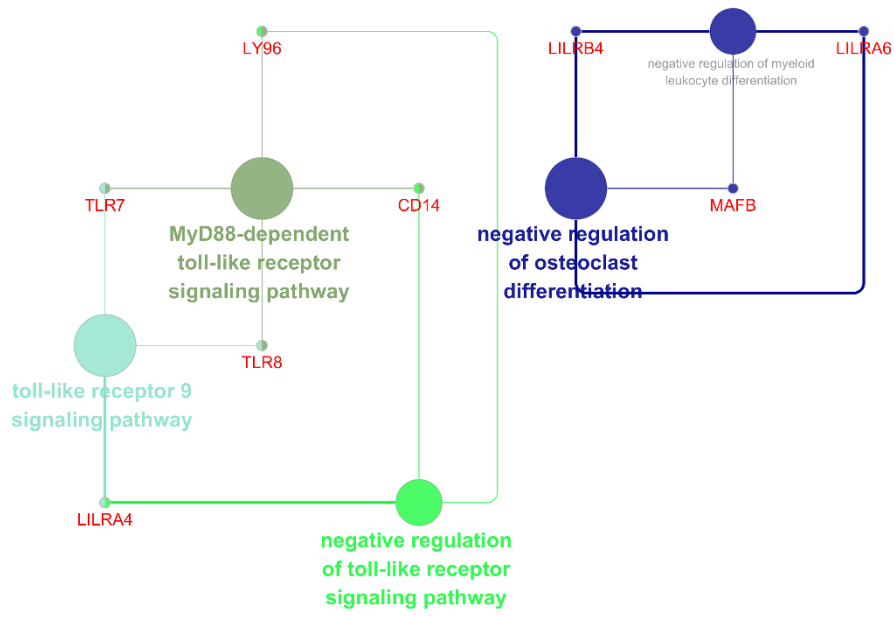 LY96
LILRB4
LILRA6
negative regulation of myeloid
leukocyte differentiation
TLR7
CD14
MAFB
MyD88-dependent
toll-like receptor
signaling pathway
negative regulation
of osteoclast
differentiation
TLR8
toll-like receptor 9
signaling pathway
LILRA4
negative regulation
of toll-like receptor
signaling pathway